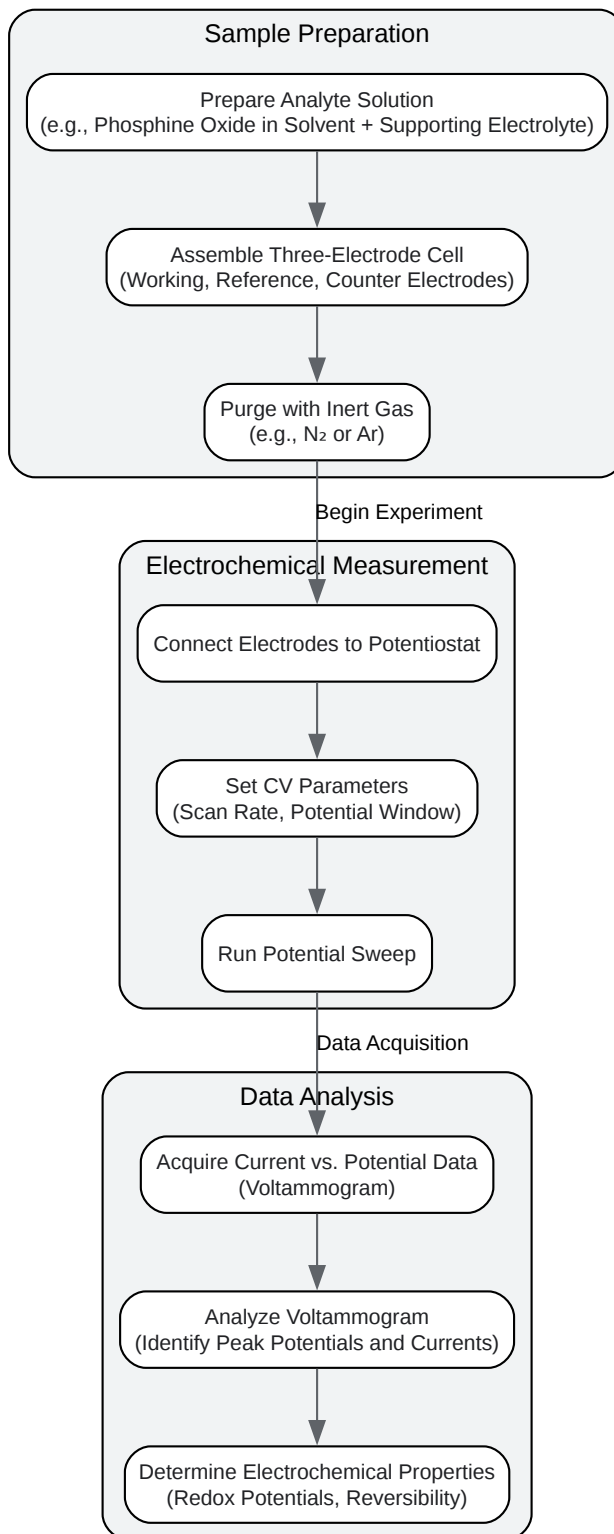 Sample Preparation
Prepare Analyte Solution
(e.g., Phosphine Oxide in Solvent + Supporting Electrolyte)
Assemble Three-Electrode Cell
(Working, Reference, Counter Electrodes)
Purge with Inert Gas
(e.g., N₂ or Ar)
Begin Experiment
Electrochemical Measurement
Connect Electrodes to Potentiostat
Set CV Parameters
(Scan Rate, Potential Window)
Run Potential Sweep
Data Acquisition
Data Analysis
Acquire Current vs. Potential Data
(Voltammogram)
Analyze Voltammogram
(Identify Peak Potentials and Currents)
Determine Electrochemical Properties
(Redox Potentials, Reversibility)